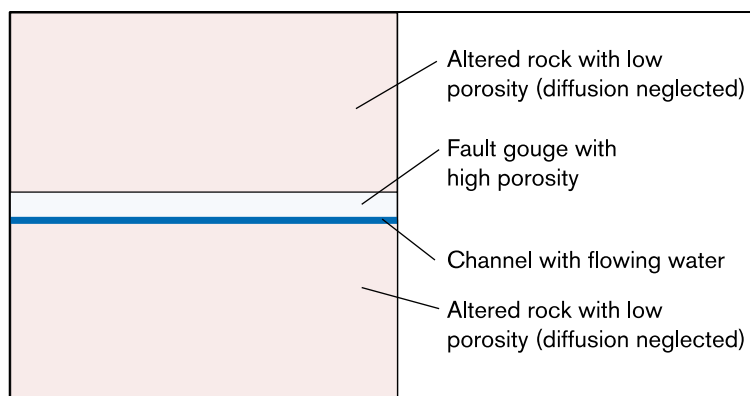 Altered rock with low
porosity (diffusion neglected)
Fault gouge with
high porosity
Channel with flowing water
Altered rock with low
porosity (diffusion neglected)